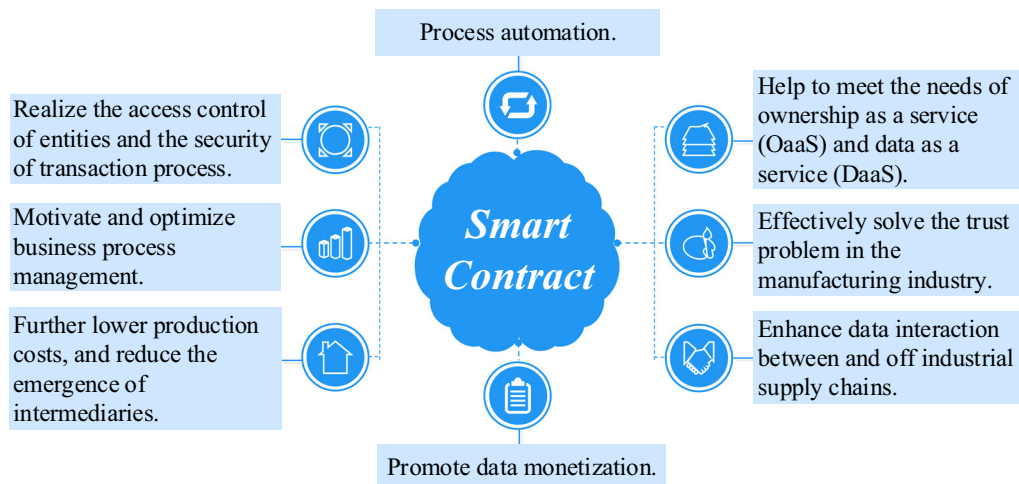 Process automation.
Realize the access control
of entities and the security
of transaction process.
Motivate and optimize
business process
management.
Further lower production
costs, and reduce the
emergence of
intermediaries.
Smart
Contract
Help to meet the needs of
ownership as a service
(OaaS) and data as a
service (DaaS).
Effectively solve the trust
problem in the
manufacturing industry.
Enhance data interaction
between and off industrial
supply chains.
Promote data monetization.